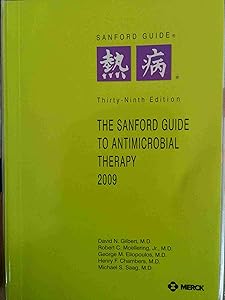 SANFORD GUIDE®
熱病®
Thirty-Ninth Edition
THE SANFORD GUIDE
TO ANTIMICROBIAL
THERAPY
2009
David N. Gilbert, M.D.
Robert C. Moellering, Jr., M.D.
George M. Eliopoulos, M.D.
Henry F. Chambers, M.D.
Michael S. Saag, M.D.
MERCK